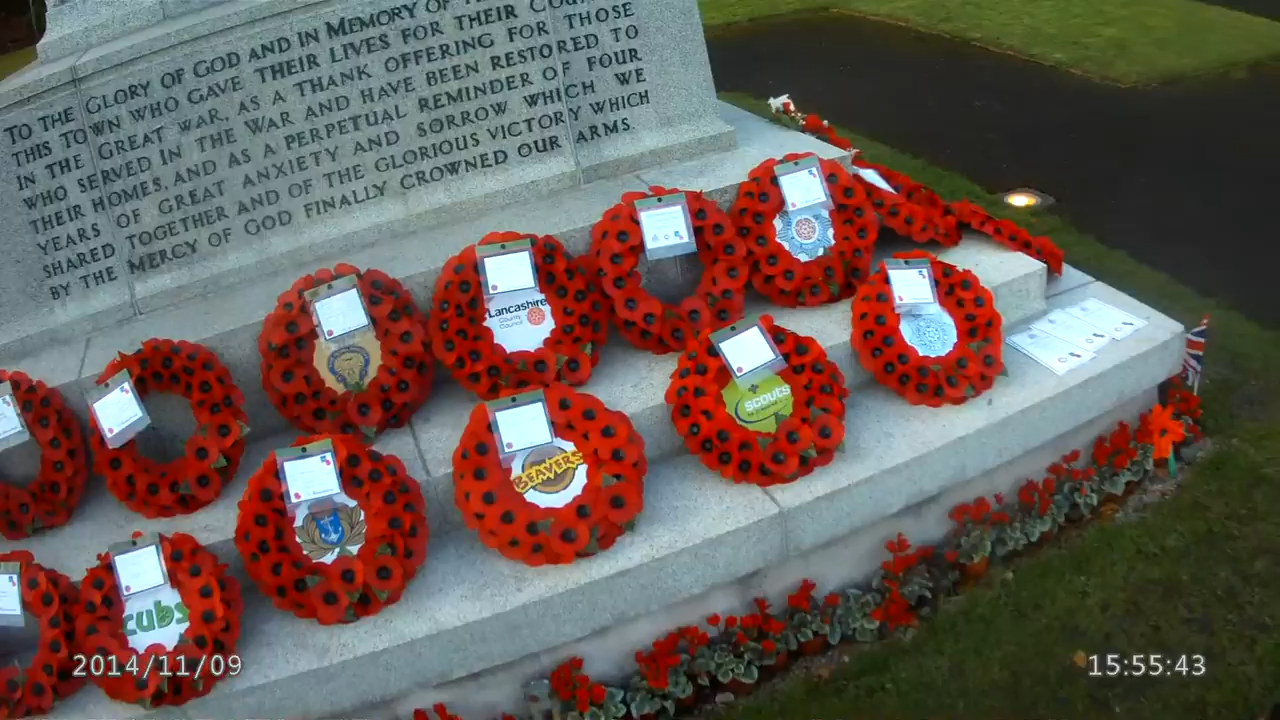 TO THE GLORY OF GOD AND IN MEMORY OF
THIS TOWN WHO GAVE THEIR LIVES FOR THEIR
IN THE GREAT WAR, AS A THANK OFFERING FOR THOSE
WHO SERVED IN THE WAR AND HAVE BEEN RESTORED TO
THEIR HOMES, AND AS A PERPETUAL REMINDER OF FOUR
YEARS OF GREAT ANXIETY AND SORROW WHICH WE
SHARED TOGETHER AND OF THE GLORIOUS VICTORY WHICH
BY THE MERCY OF GOD FINALLY CROWNED OUR ARMS.
Lancashire
County
Council
SCOUTS
BEAVERS
cubs
2014/11/09
15:55:43